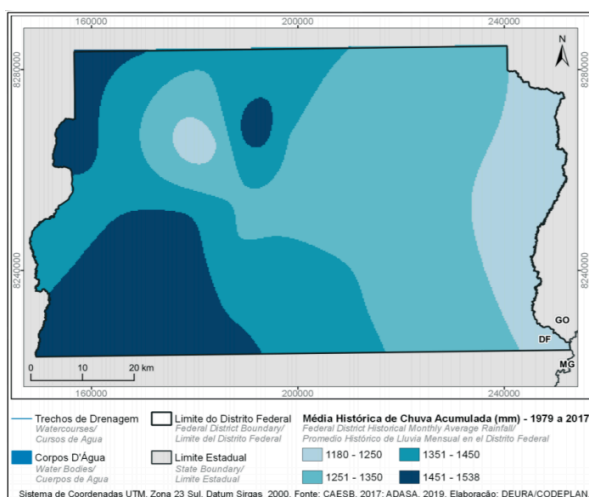 160000 200000 240000
N
8280000 8280000
8240000 8240000
GO
DF
MG
0 10 20 km
160000 200000 240000
Trechos de Drenagem
Watercourses/
Cursos de Agua
Corpos D'Água
Water Bodies/
Cuerpos de Agua
Limite do Distrito Federal
Federal District Boundary/
Limite del Distrito Federal
Limite Estadual
State Boundary/
Limite Estadual
Média Histórica de Chuva Acumulada (mm) - 1979 a 2017
Federal District Historical Monthly Average Rainfall/
Promedio Histórico de Lluvia Mensual en el Distrito Federal
1180 - 1250 1351 - 1450
1251 - 1350 1451 - 1538
Sistema de Coordenadas UTM, Zona 23 Sul, Datum Sirgas 2000. Fonte: CAESB, 2017; ADASA, 2019. Elaboração: DEURA/CODEPLAN.